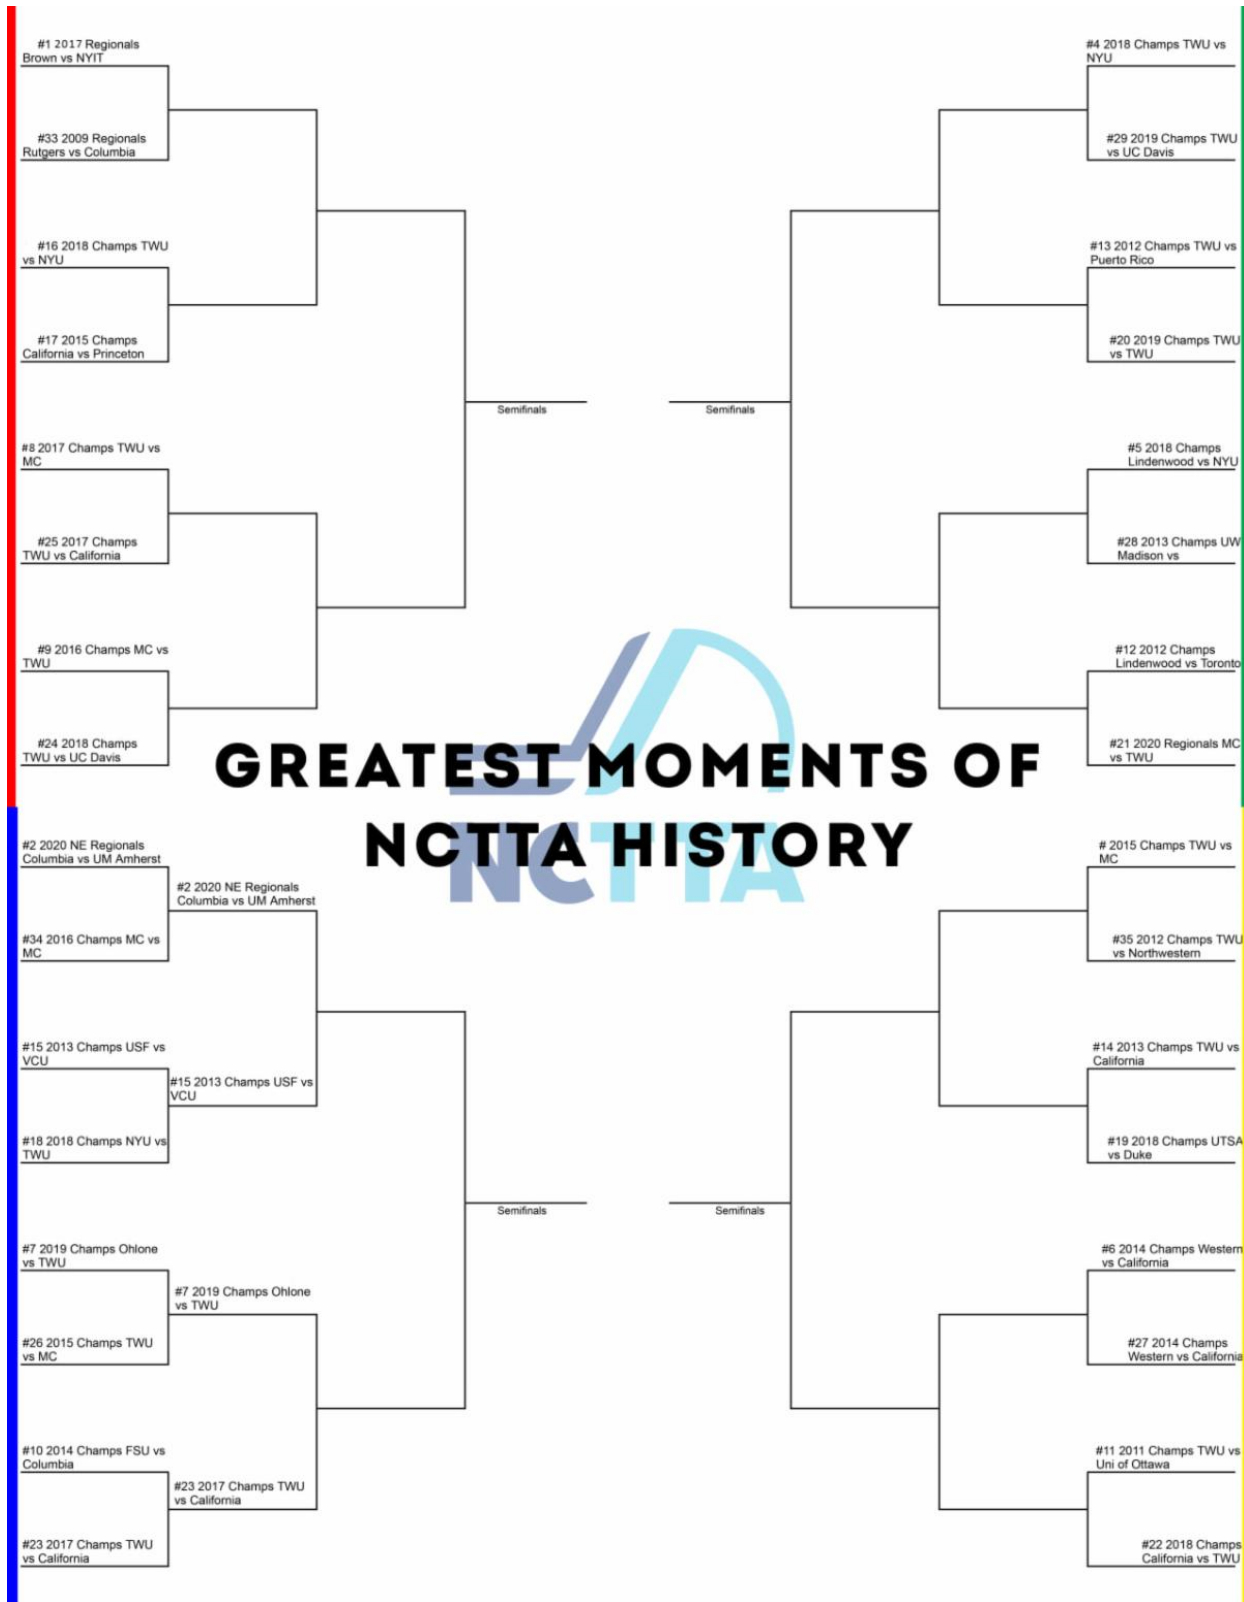 #1 2017 Regionals
Brown vs NYIT
#33 2009 Regionals
Rutgers vs Columbia
#16 2018 Champs TWU
vs NYU
#17 2015 Champs
California vs Princeton
#8 2017 Champs TWU vs
MC
#25 2017 Champs
TWU vs California
#9 2016 Champs MC vs
TWU
#24 2018 Champs
TWU vs UC Davis
Semifinals
#4 2018 Champs TWU vs
NYU
#29 2019 Champs TWU
vs UC Davis
#13 2012 Champs TWU vs
Puerto Rico
#20 2019 Champs TWU
vs TWU
Semifinals
#5 2018 Champs
Lindenwood vs NYU
#28 2013 Champs UW
Madison vs
#12 2012 Champs
Lindenwood vs Toronto
#21 2020 Regionals MC
vs TWU
GREATEST MOMENTS OF
NCTTA HISTORY
NCTTA
#2 2020 NE Regionals
Columbia vs UM Amherst
#2 2020 NE Regionals
Columbia vs UM Amherst
#34 2016 Champs MC vs
MC
#15 2013 Champs USF vs
VCU
#15 2013 Champs USF vs
VCU
#18 2018 Champs NYU vs
TWU
#7 2019 Champs Ohlone
vs TWU
#7 2019 Champs Ohlone
vs TWU
#26 2015 Champs TWU
vs MC
#10 2014 Champs FSU vs
Columbia
#23 2017 Champs TWU
vs California
#23 2017 Champs TWU
vs California
Semifinals
# 2015 Champs TWU vs
MC
#35 2012 Champs TWU
vs Northwestern
#14 2013 Champs TWU vs
California
#19 2018 Champs UTSA
vs Duke
Semifinals
#6 2014 Champs Western
vs California
#27 2014 Champs
Western vs California
#11 2011 Champs TWU vs
Uni of Ottawa
#22 2018 Champs
California vs TWU